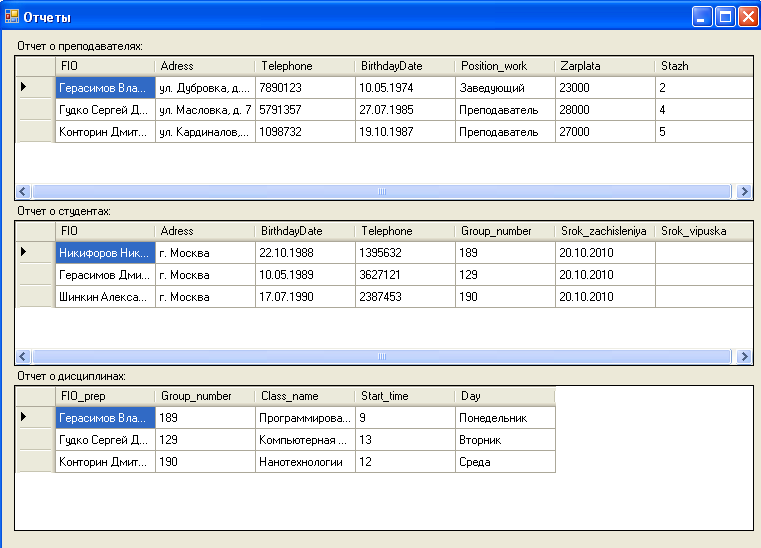 Отчеты
Отчет о преподавателях:
FIO Adress Telephone BirthdayDate Position_work Zarplata Stazh
Герасимов Вла... ул. Дубровка, д.... 7890123 10.05.1974 Заведующий 23000 2
Гудко Сергей Д... ул. Масловка, д. 7 5791357 27.07.1985 Преподаватель 28000 4
Конторин Дмит... ул. Кардиналов,... 1098732 19.10.1987 Преподаватель 27000 5
Отчет о студентах:
FIO Adress BirthdayDate Telephone Group_number Srok_zachisleniya Srok_vipuska
Никифоров Ник... г. Москва 22.10.1988 1395632 189 20.10.2010
Герасимов Дми... г. Москва 10.05.1989 3627121 129 20.10.2010
Шинкин Алекса... г. Москва 17.07.1990 2387453 190 20.10.2010
Отчет о дисциплинах:
FIO_prep Group_number Class_name Start_time Day
Герасимов Вла... 189 Программирова... 9 Понедельник
Гудко Сергей Д... 129 Компьютерная ... 13 Вторник
Конторин Дмит... 190 Нанотехнологии 12 Среда